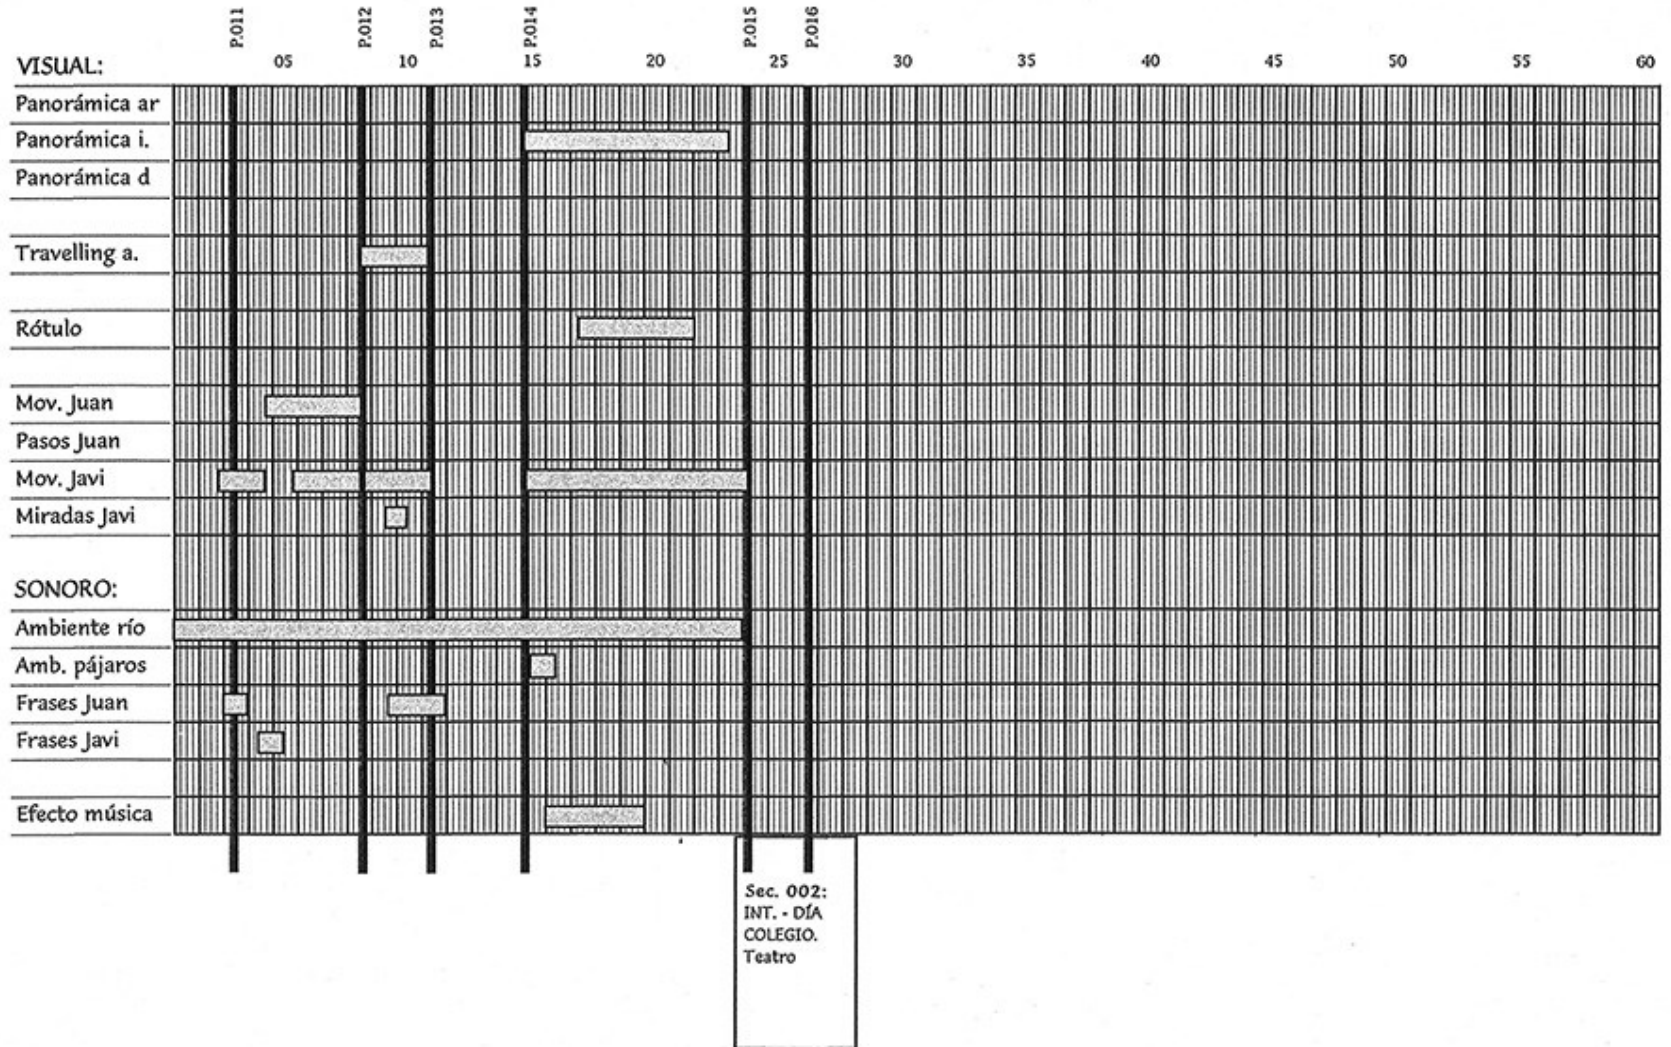 P.011 P.012 P.013 P.014 P.015 P.016
VISUAL: 05 10 15 20 25 30 35 40 45 50 55 60
Panorámica ar
Panorámica i.
Panorámica d
Travelling a.
Rótulo
Mov. Juan
Pasos Juan
Mov. Javi
Miradas Javi
SONORO:
Ambiente río
Amb. pájaros
Frases Juan
Frases Javi
Efecto música
Sec. 002:
INT. - DÍA
COLEGIO.
Teatro